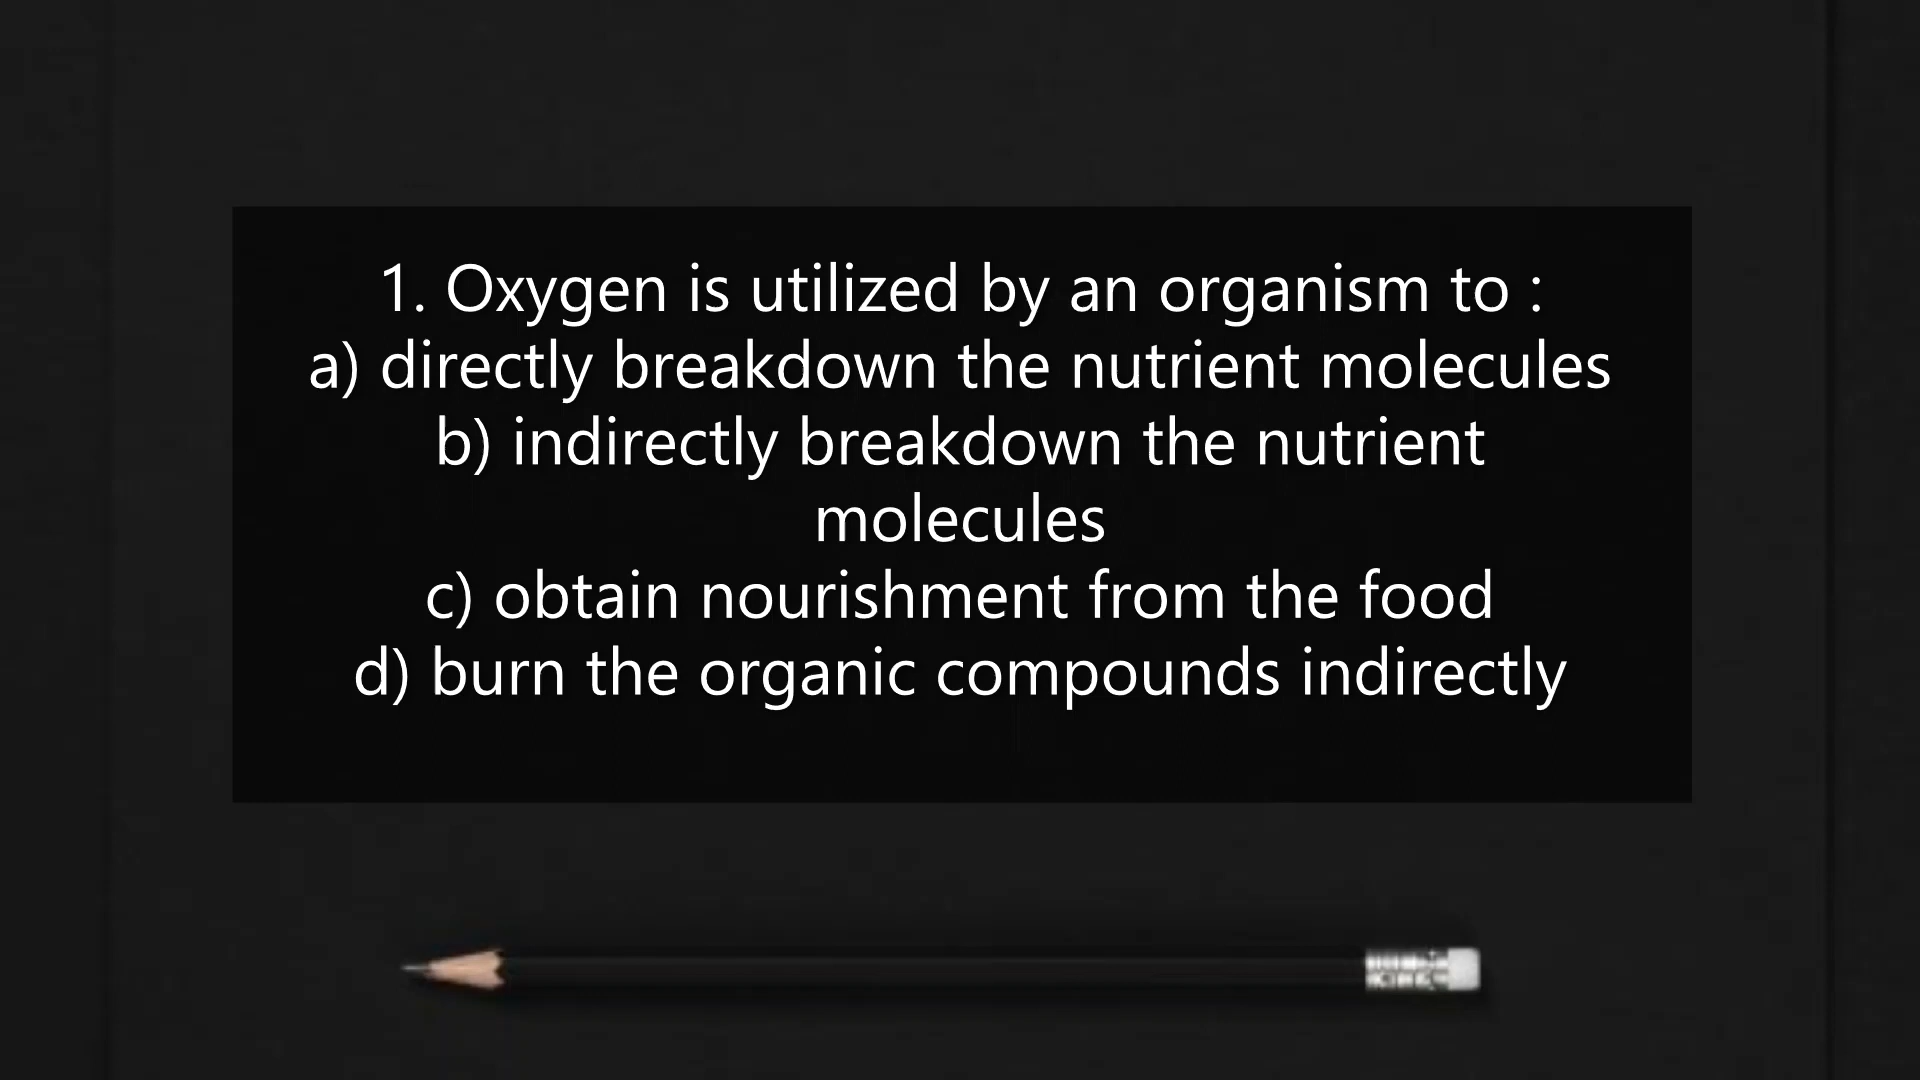 1. Oxygen is utilized by an organism to :
a) directly breakdown the nutrient molecules
b) indirectly breakdown the nutrient
molecules
c) obtain nourishment from the food
d) burn the organic compounds indirectly